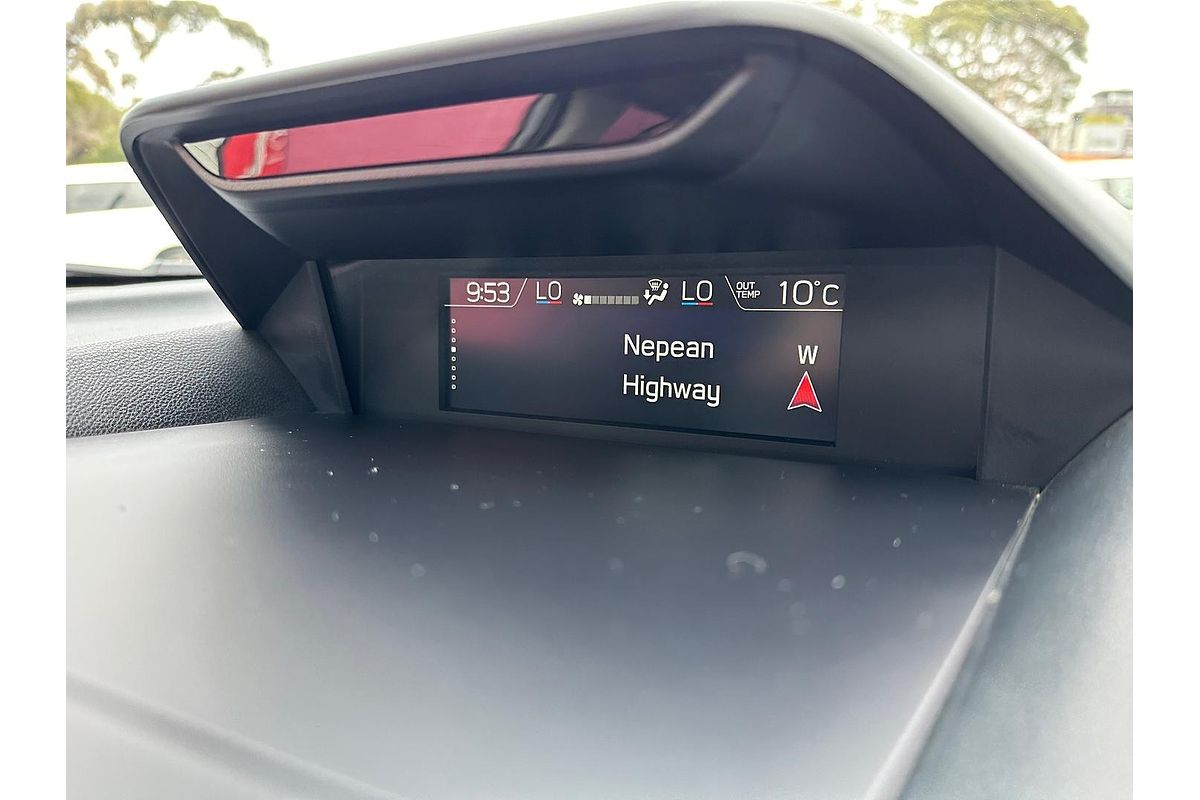 9:53 LO LO OUT TEMP 10°C
Nepean
Highway
W